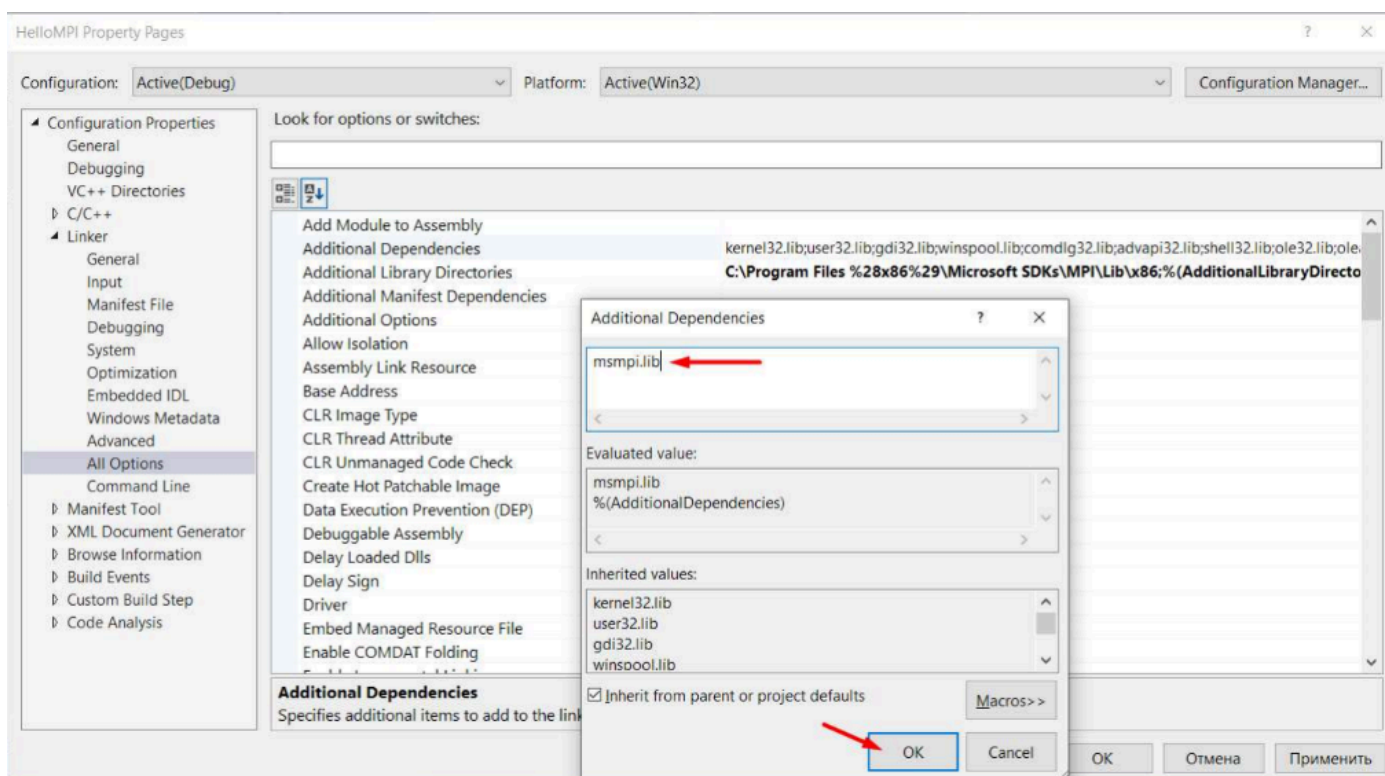 HelloMPI Property Pages
? ×
Configuration: Active(Debug) Platform: Active(Win32) Configuration Manager...
Configuration Properties
General
Debugging
VC++ Directories
C/C++
Linker
General
Input
Manifest File
Debugging
System
Optimization
Embedded IDL
Windows Metadata
Advanced
All Options
Command Line
Manifest Tool
XML Document Generator
Browse Information
Build Events
Custom Build Step
Code Analysis
Look for options or switches:
Add Module to Assembly
Additional Dependencies kernel32.lib;user32.lib;gdi32.lib;winspool.lib;comdlg32.lib;advapi32.lib;shell32.lib;ole32.lib;ole
Additional Library Directories C:\Program Files %28x86%29\Microsoft SDKs\MPI\Lib\x86;%(AdditionalLibraryDirecto
Additional Manifest Dependencies
Additional Options
Allow Isolation
Assembly Link Resource
Base Address
CLR Image Type
CLR Thread Attribute
CLR Unmanaged Code Check
Create Hot Patchable Image
Data Execution Prevention (DEP)
Debuggable Assembly
Delay Loaded Dlls
Delay Sign
Driver
Embed Managed Resource File
Enable COMDAT Folding
Additional Dependencies
Specifies additional items to add to the link
Additional Dependencies ? ×
msmpi.lib
Evaluated value:
msmpi.lib
%(AdditionalDependencies)
Inherited values:
kernel32.lib
user32.lib
gdi32.lib
winspool.lib
Inherit from parent or project defaults
Macros>>
OK Cancel
OK Отмена Применить